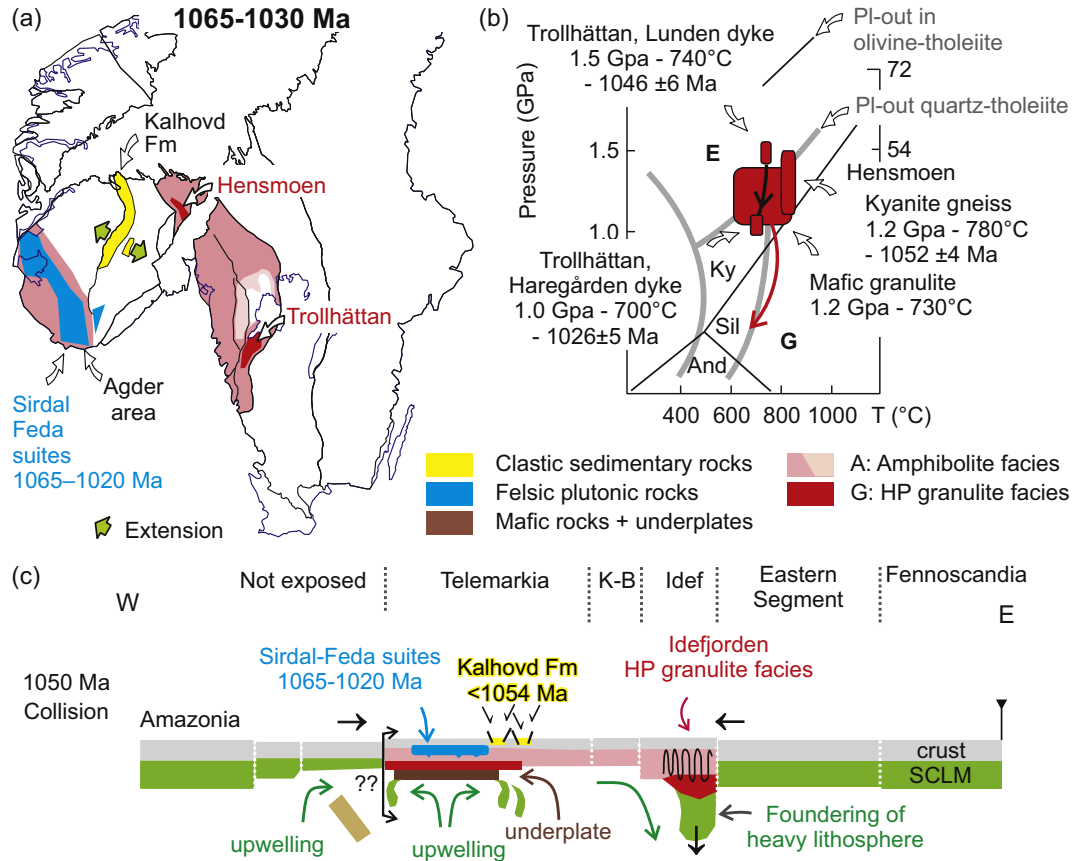 (a)
1065-1030 Ma
Kalhovd
Fm
Hensmoen
Trollhättan
Agder
area
Sirdal
Feda
suites
1065–1020 Ma
Extension
(b)
Trollhättan, Lunden dyke
1.5 Gpa - 740°C
- 1046 ±6 Ma
Pl-out in
olivine-tholeiite
72
Pl-out quartz-tholeiite
54
Pressure (GPa)
1.5
1.0
E
Hensmoen
Kyanite gneiss
1.2 Gpa - 780°C
- 1052 ±4 Ma
Mafic granulite
1.2 Gpa - 730°C
Trollhättan,
Haregården dyke
1.0 Gpa - 700°C
- 1026±5 Ma
Ky
Sil
And
G
400 600 800 1000 T (°C)
Clastic sedimentary rocks
Felsic plutonic rocks
Mafic rocks + underplates
A: Amphibolite facies
G: HP granulite facies
(c)
W
Not exposed
Telemarkia
K-B
Idef
Eastern
Segment
Fennoscandia
E
1050 Ma
Collision
Sirdal-Feda suites
1065-1020 Ma
Kalhovd Fm
<1054 Ma
Idefjorden
HP granulite facies
Amazonia
crust
SCLM
??
upwelling
upwelling
underplate
Foundering of
heavy lithosphere